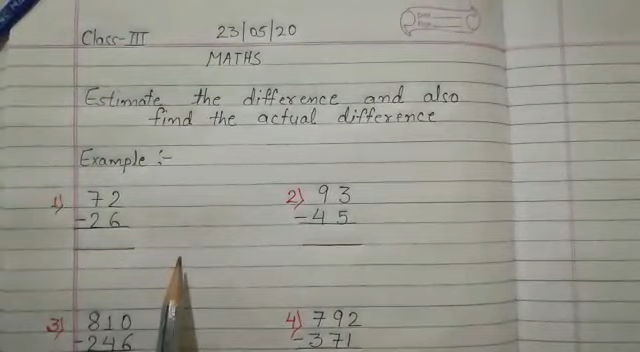 Class-III 23/05/20
MATHS
Estimate the difference and also
find the actual difference
Example :-
1) 72 2) 93
-26 -45
3) 810 4) 792
-246 -371